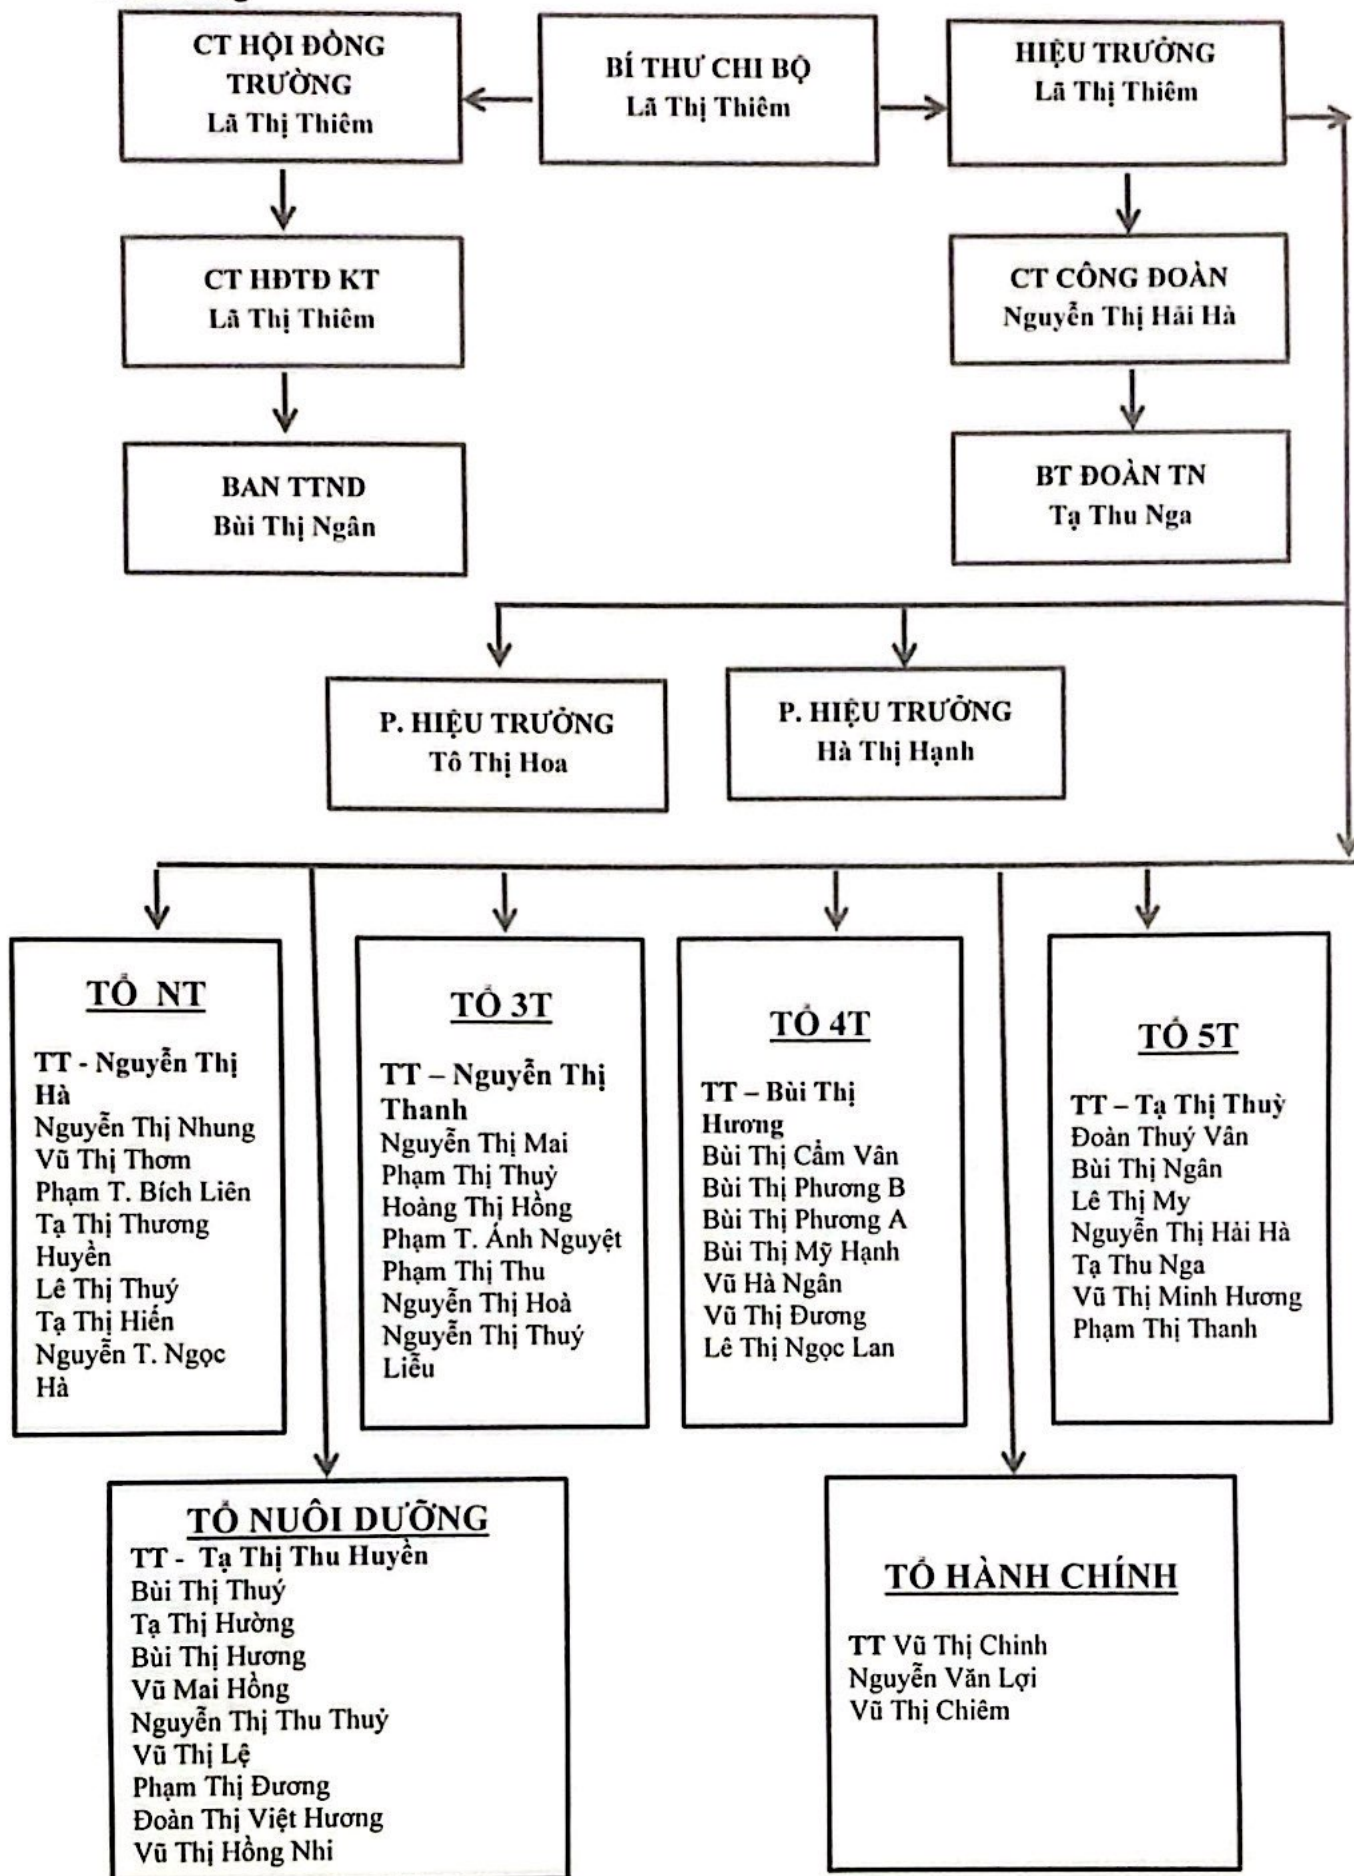 CT HỘI ĐỒNG
TRƯỜNG
Lã Thị Thiêm
BÍ THƯ CHI BỘ
Lã Thị Thiêm
HIỆU TRƯỞNG
Lã Thị Thiêm
CT HĐTĐ KT
Lã Thị Thiêm
CT CÔNG ĐOÀN
Nguyễn Thị Hải Hà
BAN TTND
Bùi Thị Ngân
BT ĐOÀN TN
Tạ Thu Nga
P. HIỆU TRƯỞNG
Tô Thị Hoa
P. HIỆU TRƯỞNG
Hà Thị Hạnh
TỔ NT
TT - Nguyễn Thị
Hà
Nguyễn Thị Nhung
Vũ Thị Thơm
Phạm T. Bích Liên
Tạ Thị Thương
Huyền
Lê Thị Thuý
Tạ Thị Hiến
Nguyễn T. Ngọc
Hà
TỔ 3T
TT – Nguyễn Thị
Thanh
Nguyễn Thị Mai
Phạm Thị Thuỷ
Hoàng Thị Hồng
Phạm T. Ánh Nguyệt
Phạm Thị Thu
Nguyễn Thị Hoà
Nguyễn Thị Thuý
Liễu
TỔ 4T
TT – Bùi Thị
Hương
Bùi Thị Cẩm Vân
Bùi Thị Phương B
Bùi Thị Phương A
Bùi Thị Mỹ Hạnh
Vũ Hà Ngân
Vũ Thị Đương
Lê Thị Ngọc Lan
TỔ 5T
TT – Tạ Thị Thuỳ
Đoàn Thuý Vân
Bùi Thị Ngân
Lê Thị My
Nguyễn Thị Hải Hà
Tạ Thu Nga
Vũ Thị Minh Hương
Phạm Thị Thanh
TỔ NUÔI DƯỠNG
TT - Tạ Thị Thu Huyền
Bùi Thị Thuý
Tạ Thị Hường
Bùi Thị Hương
Vũ Mai Hồng
Nguyễn Thị Thu Thuỷ
Vũ Thị Lệ
Phạm Thị Đương
Đoàn Thị Việt Hương
Vũ Thị Hồng Nhi
TỔ HÀNH CHÍNH
TT Vũ Thị Chinh
Nguyễn Văn Lợi
Vũ Thị Chiêm